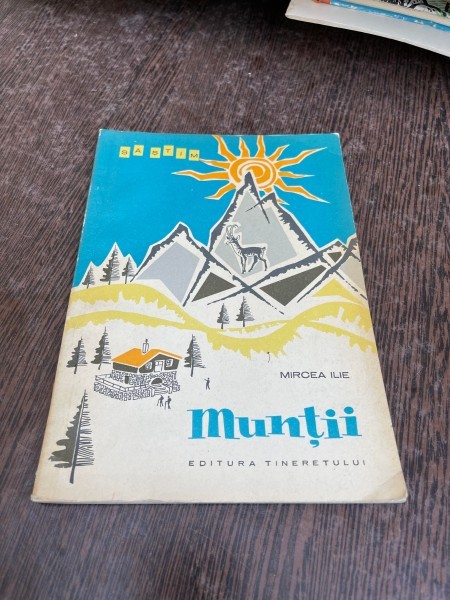 SĂ ȘTIM
MIRCEA ILIE
Munții
EDITURA TINERETULUI